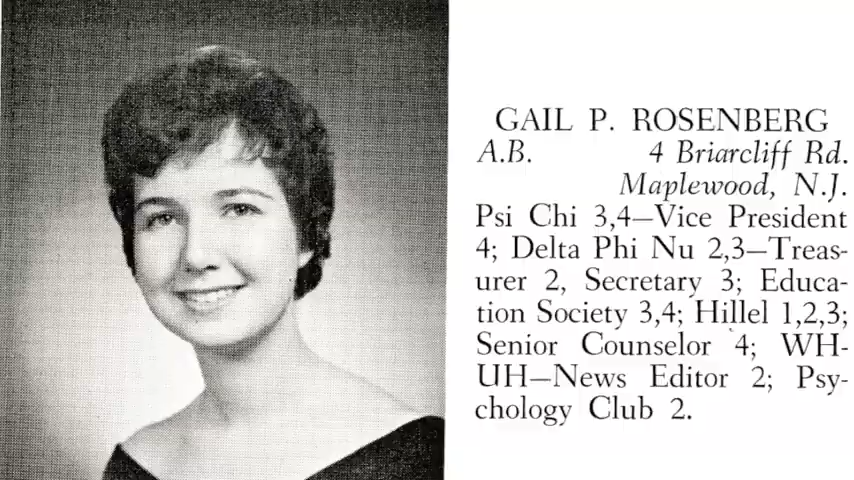 GAIL P. ROSENBERG
A.B. 4 Briarcliff Rd.
Maplewood, N.J.
Psi Chi 3,4—Vice President
4; Delta Phi Nu 2,3—Treas-
urer 2, Secretary 3; Educa-
tion Society 3,4; Hillel 1,2,3;
Senior Counselor 4; WH-
UH—News Editor 2; Psy-
chology Club 2.